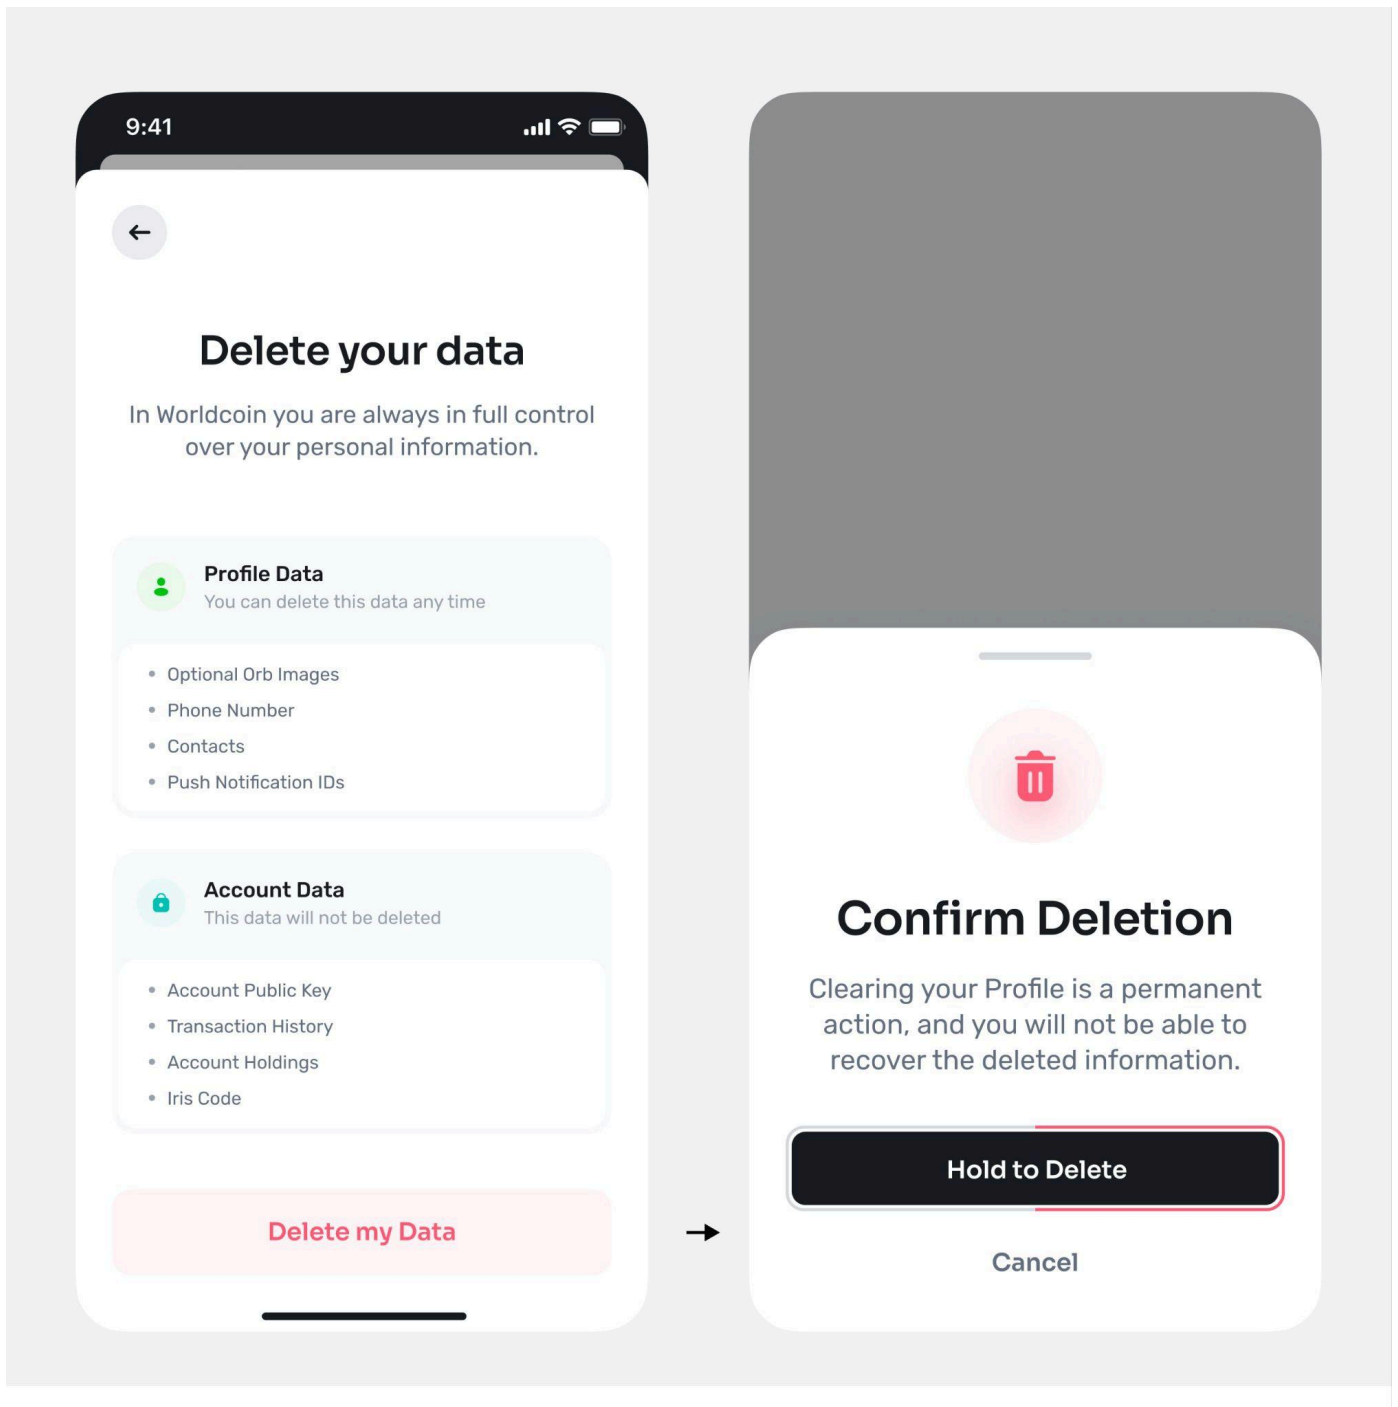 9:41
Delete your data
In Worldcoin you are always in full control
over your personal information.
Profile Data
You can delete this data any time
• Optional Orb Images
• Phone Number
• Contacts
• Push Notification IDs
Account Data
This data will not be deleted
• Account Public Key
• Transaction History
• Account Holdings
• Iris Code
Delete my Data
Confirm Deletion
Clearing your Profile is a permanent
action, and you will not be able to
recover the deleted information.
Hold to Delete
Cancel